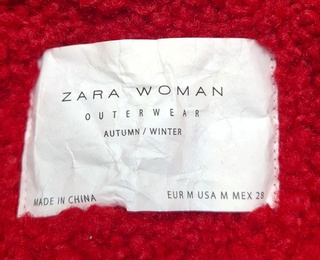 ZARA WOMAN
OUTERWEAR
AUTUMN / WINTER
MADE IN CHINA
EUR M USA M MEX 28